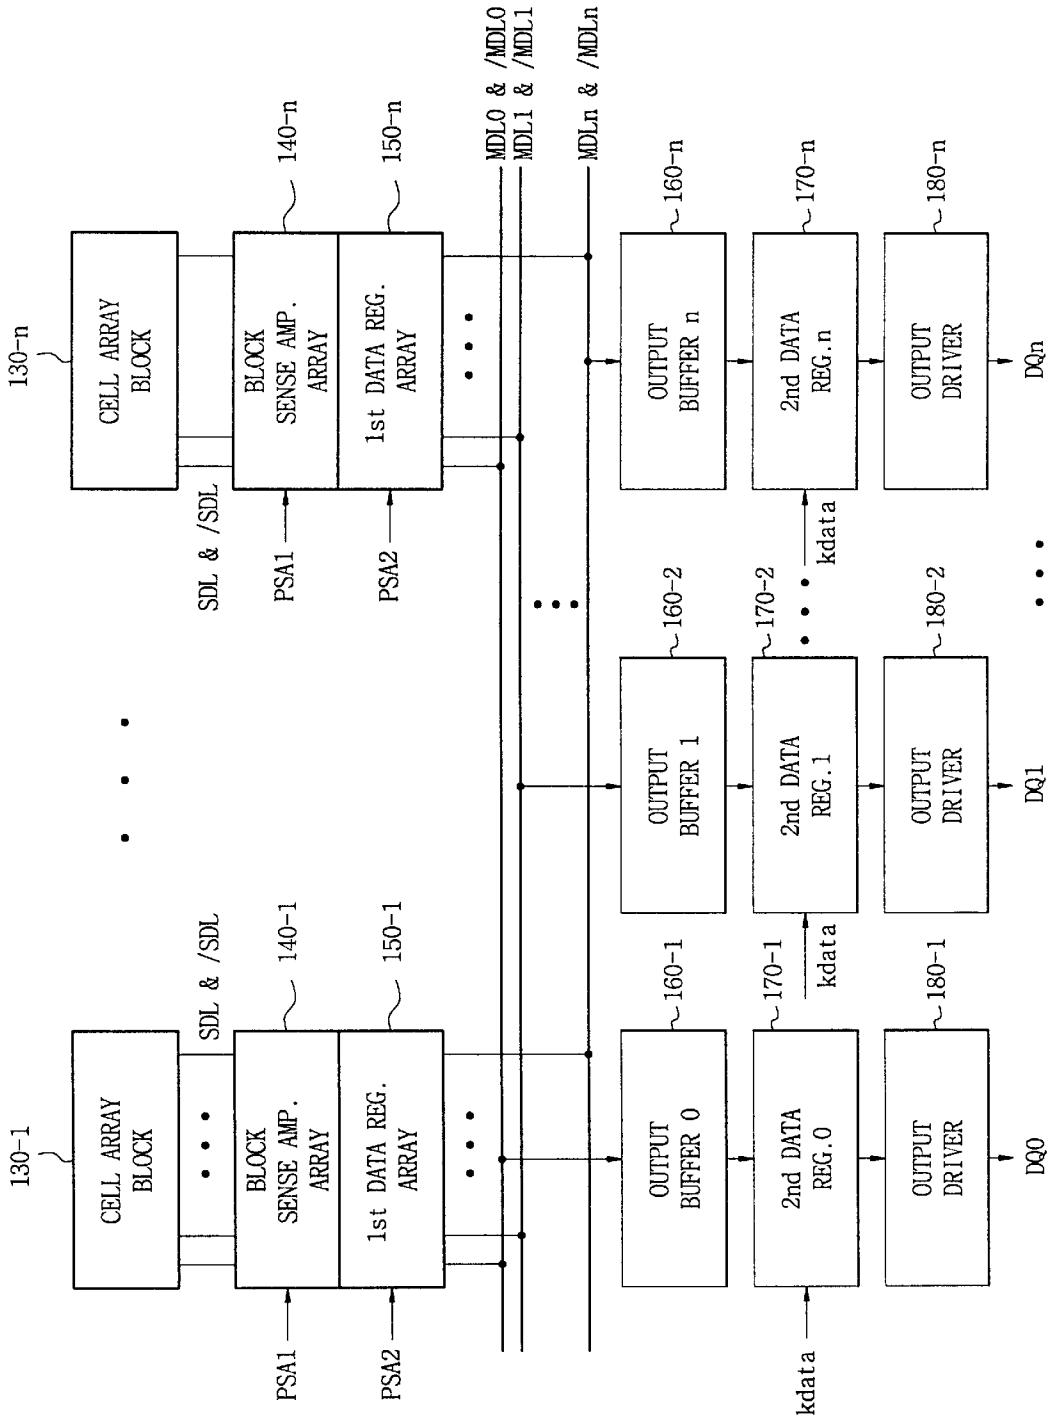 130-1
CELL ARRAY
BLOCK
SDL & /SDL
140-1
PSA1
BLOCK
SENSE AMP.
ARRAY
150-1
PSA2
1st DATA REG.
ARRAY
130-n
CELL ARRAY
BLOCK
SDL & /SDL
140-n
PSA1
BLOCK
SENSE AMP.
ARRAY
150-n
PSA2
1st DATA REG.
ARRAY
MDL0 & /MDL0
MDL1 & /MDL1
MDLn & /MDLn
160-1
OUTPUT
BUFFER 0
160-2
OUTPUT
BUFFER 1
160-n
OUTPUT
BUFFER n
kdata
170-1
2nd DATA
REG.0
kdata
170-2
2nd DATA
REG.1
kdata
170-n
2nd DATA
REG.n
180-1
OUTPUT
DRIVER
180-2
OUTPUT
DRIVER
180-n
OUTPUT
DRIVER
DQ0
DQ1
DQn